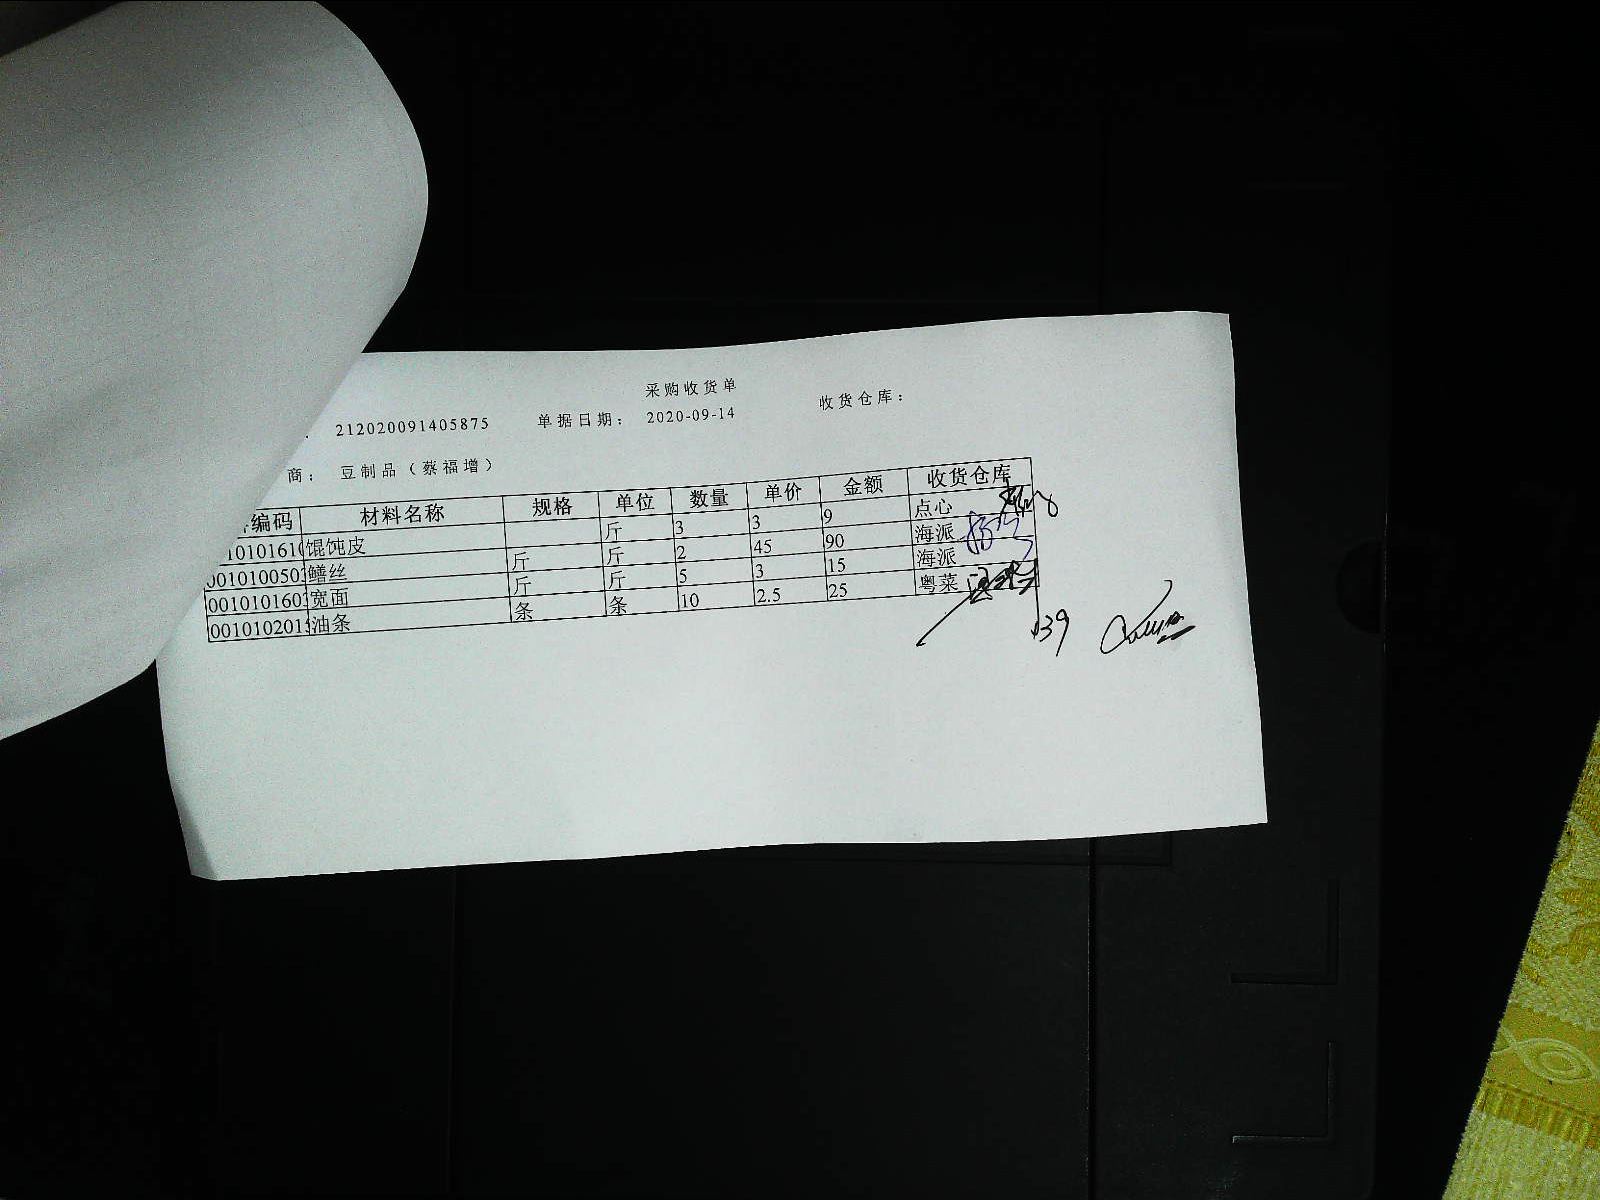 采购收货单
212020091405875 单据日期： 2020-09-14 收货仓库：
商： 豆制品（蔡福增）
编码 材料名称 规格 单位 数量 单价 金额 收货仓库
10101610 馄饨皮 斤 3 3 9 点心
0010100503 鳝丝 斤 斤 2 45 90 海派
0010101603 宽面 斤 斤 5 3 15 海派
001010201 油条 条 条 10 2.5 25 粤菜
139